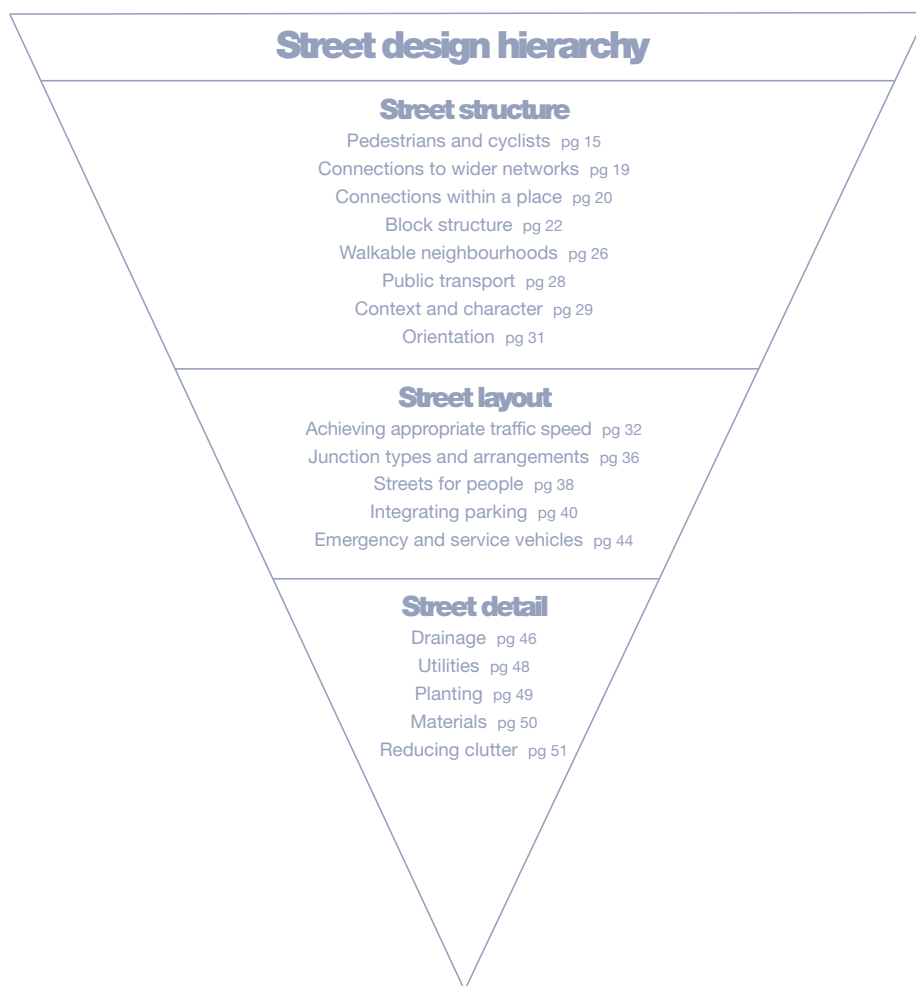 Street design hierarchy
Street structure
Pedestrians and cyclists pg 15
Connections to wider networks pg 19
Connections within a place pg 20
Block structure pg 22
Walkable neighbourhoods pg 26
Public transport pg 28
Context and character pg 29
Orientation pg 31
Street layout
Achieving appropriate traffic speed pg 32
Junction types and arrangements pg 36
Streets for people pg 38
Integrating parking pg 40
Emergency and service vehicles pg 44
Street detail
Drainage pg 46
Utilities pg 48
Planting pg 49
Materials pg 50
Reducing clutter pg 51